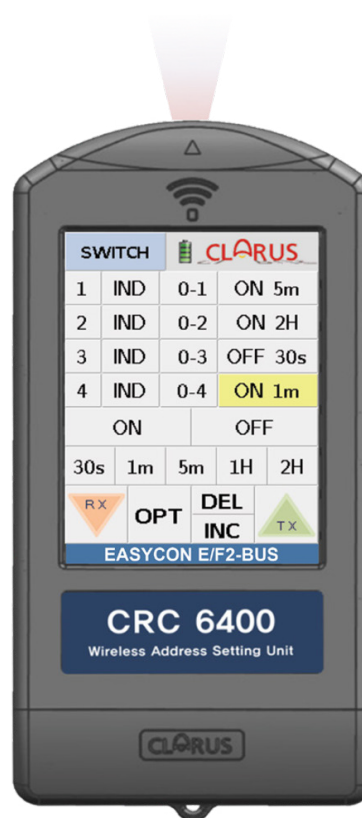 SWITCH CLARUS
1 IND 0-1 ON 5m
2 IND 0-2 ON 2H
3 IND 0-3 OFF 30s
4 IND 0-4 ON 1m
ON OFF
30s 1m 5m 1H 2H
RX OPT DEL INC TX
EASYCON E/F2-BUS
CRC 6400
Wireless Address Setting Unit
CLARUS